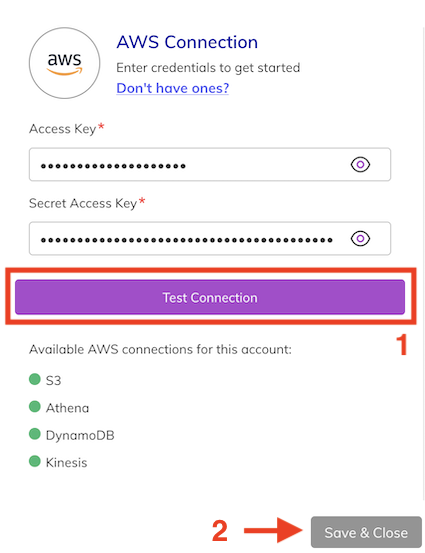 aws
AWS Connection
Enter credentials to get started
Don't have ones?
Access Key*
Secret Access Key*
Test Connection
1
Available AWS connections for this account:
S3
Athena
DynamoDB
Kinesis
2
Save & Close